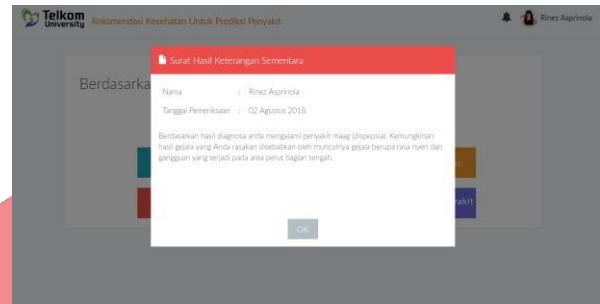 Telkom
University
Rekomendasi Kesehatan Untuk Prediksi Penyakit
Rinez Asprinola
Berdasarka
Surat Hasil Keterangan Sementara
Nama : Rinez Asprinola
Tanggal Pemeriksaan : 02 Agustus 2018
Berdasarkan hasil diagnosa anda mengalami penyakit maag (dispepsia). Kemungkinan
hasil gejala yang Anda rasakan disebabkan oleh munculnya gejala berupa rasa nyeri dan
gangguan yang terjadi pada area perut bagian tengah.
OK